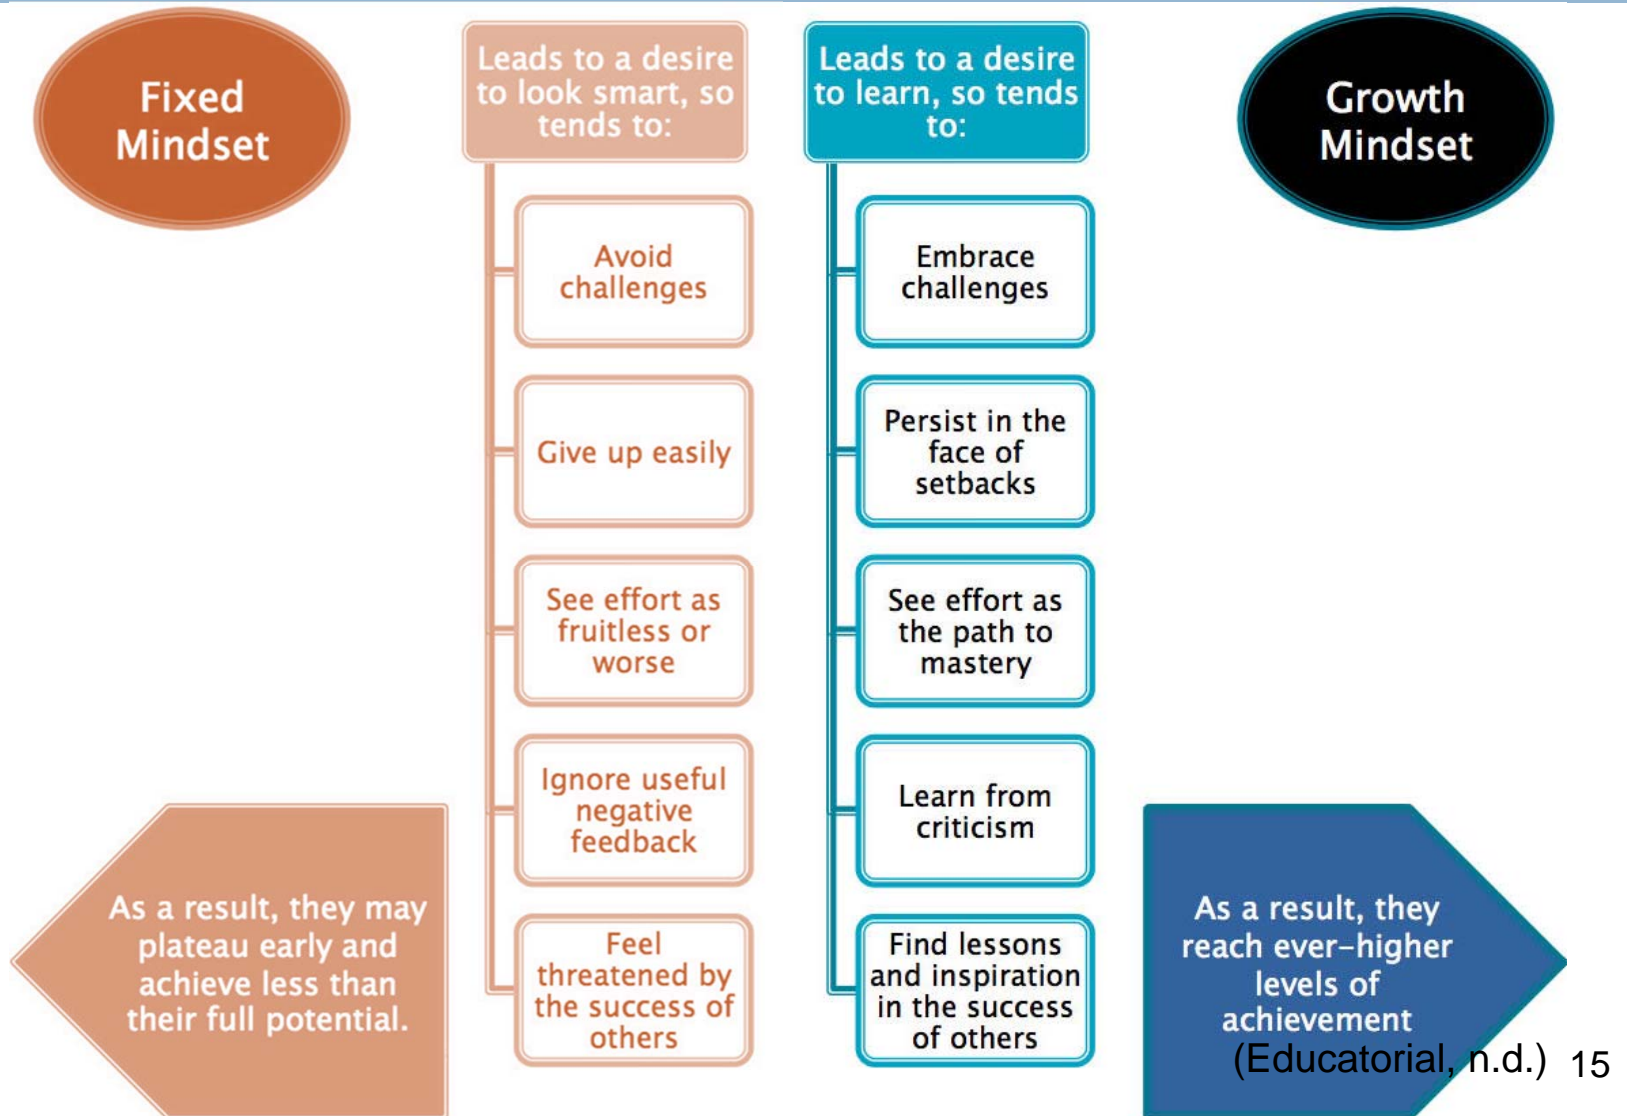 Fixed
Mindset
Leads to a desire
to look smart, so
tends to:
Avoid
challenges
Give up easily
See effort as
fruitless or
worse
Ignore useful
negative
feedback
Feel
threatened by
the success of
others
As a result, they may
plateau early and
achieve less than
their full potential.
Leads to a desire
to learn, so tends
to:
Embrace
challenges
Persist in the
face of
setbacks
See effort as
the path to
mastery
Learn from
criticism
Find lessons
and inspiration
in the success
of others
Growth
Mindset
As a result, they
reach ever-higher
levels of
achievement
(Educatorial, n.d.) 15